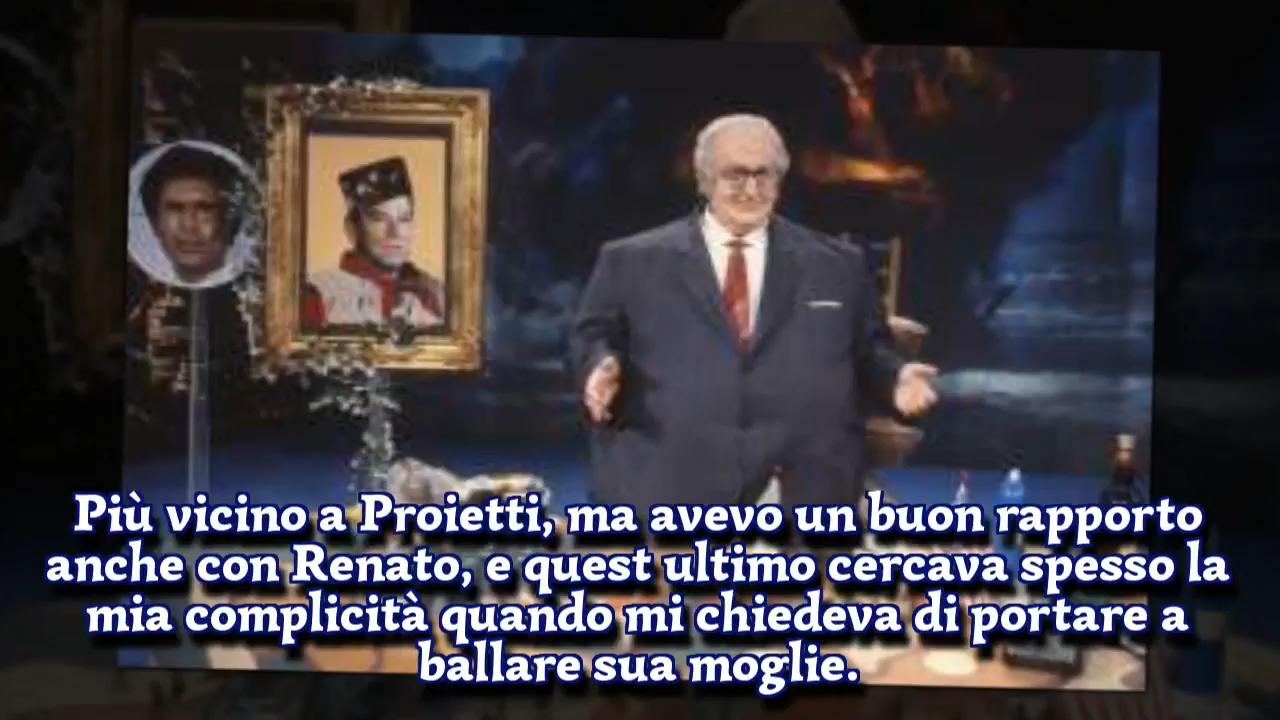 Più vicino a Proietti, ma avevo un buon rapporto
anche con Renato, e quest ultimo cercava spesso la
mia complicità quando mi chiedeva di portare a
ballare sua moglie.